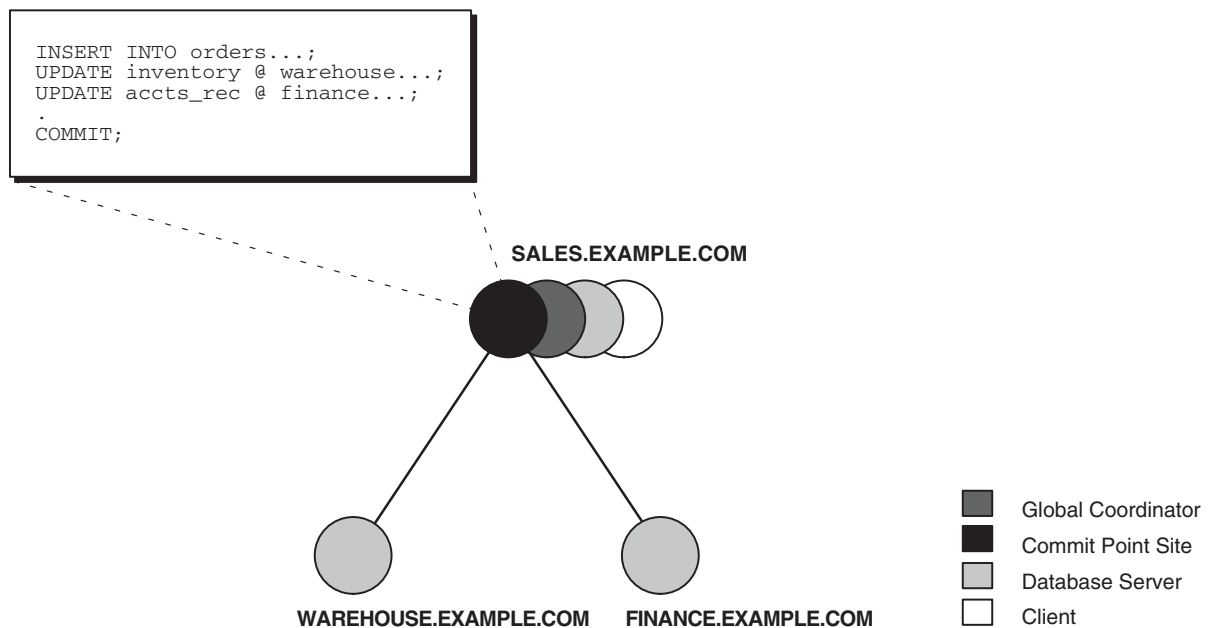 INSERT INTO orders...;
UPDATE inventory @ warehouse...;
UPDATE accts_rec @ finance...;
.
COMMIT;
SALES.EXAMPLE.COM
WAREHOUSE.EXAMPLE.COM
FINANCE.EXAMPLE.COM
Global Coordinator
Commit Point Site
Database Server
Client